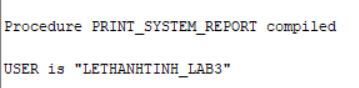 Procedure PRINT_SYSTEM_REPORT compiled
USER is "LETHANHTINH_LAB3"